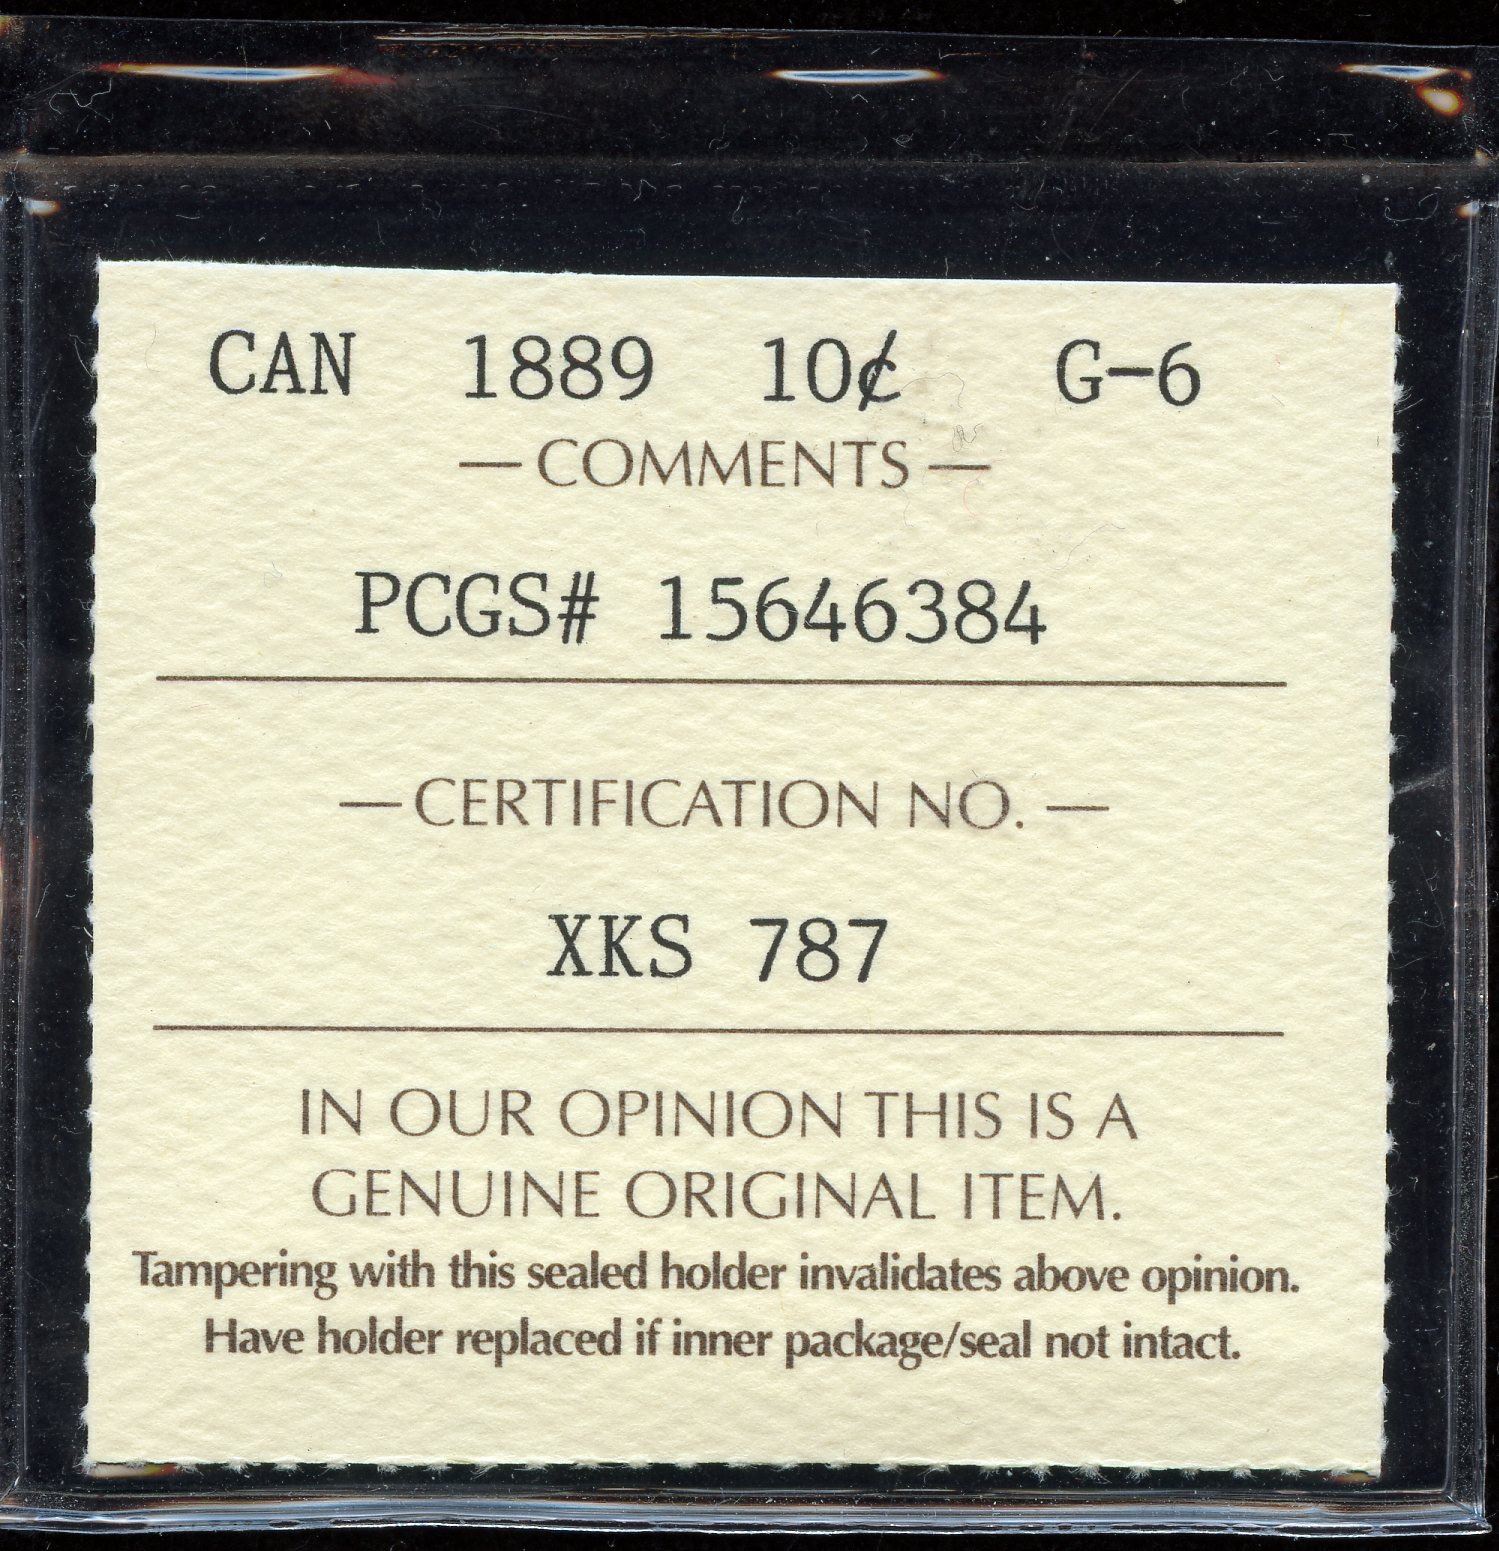 CAN 1889 10¢ G-6
—COMMENTS—
PCGS# 15646384
—CERTIFICATION NO.—
XKS 787
IN OUR OPINION THIS IS A
GENUINE ORIGINAL ITEM.
Tampering with this sealed holder invalidates above opinion.
Have holder replaced if inner package/seal not intact.